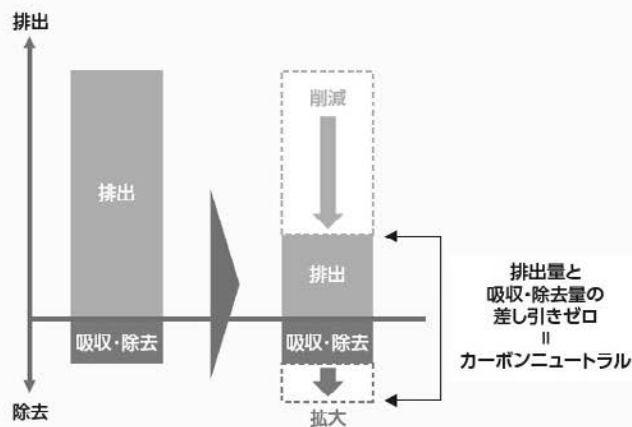 排出
削減
排出
排出
吸収・除去
吸収・除去
除去
拡大
排出量と
吸収・除去量の
差し引きゼロ
=
カーボンニュートラル